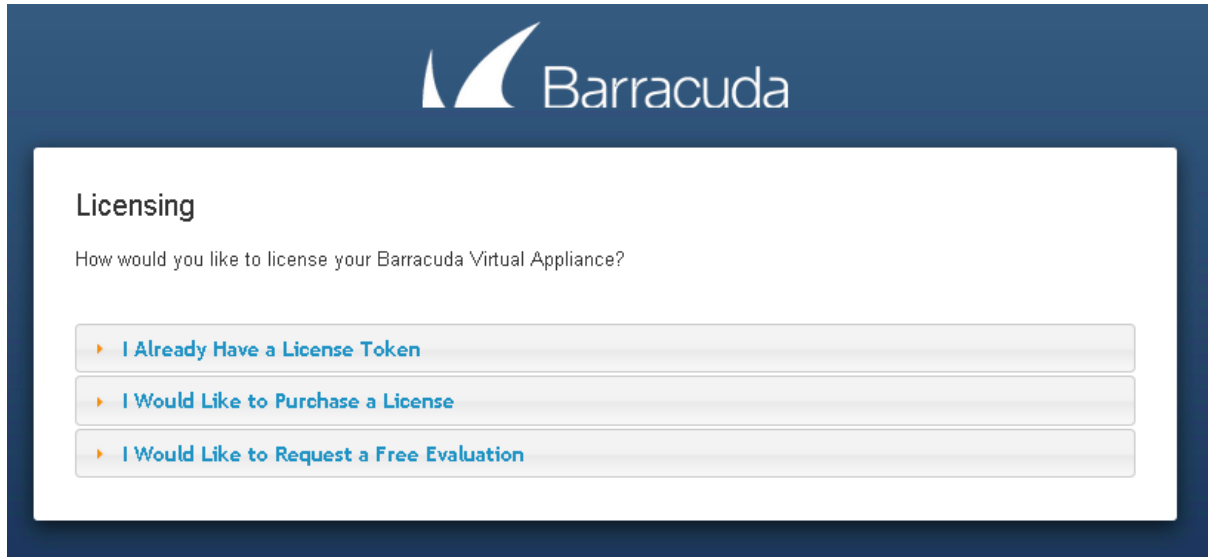 Barracuda
Licensing
How would you like to license your Barracuda Virtual Appliance?
I Already Have a License Token
I Would Like to Purchase a License
I Would Like to Request a Free Evaluation